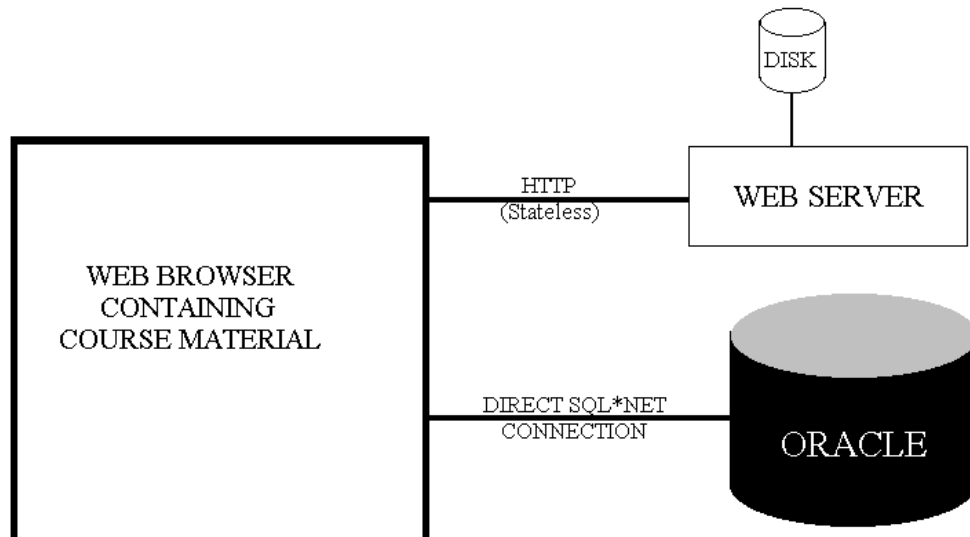 DISK
HTTP
(Stateless)
WEB SERVER
WEB BROWSER
CONTAINING
COURSE MATERIAL
DIRECT SQL*NET
CONNECTION
ORACLE